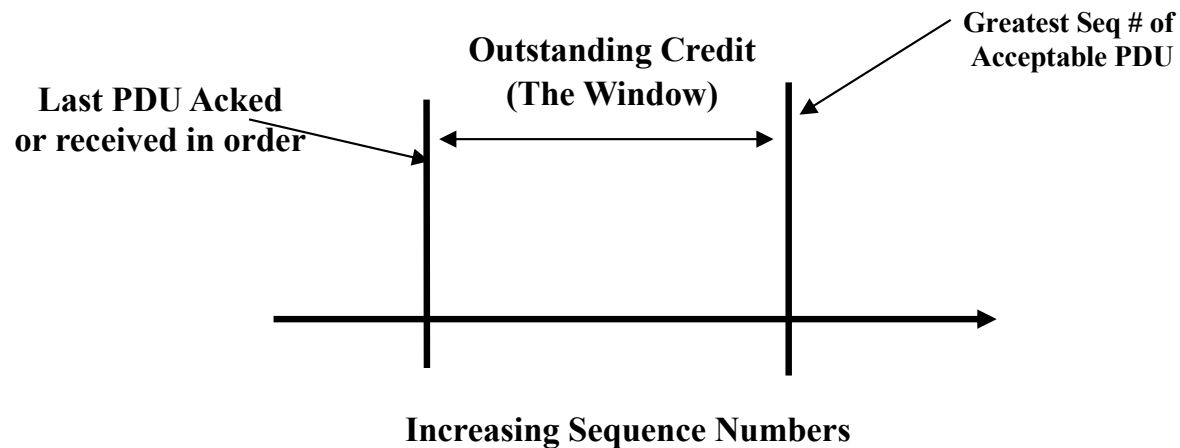 Greatest Seq # of
Acceptable PDU
Outstanding Credit
(The Window)
Last PDU Acked
or received in order
Increasing Sequence Numbers